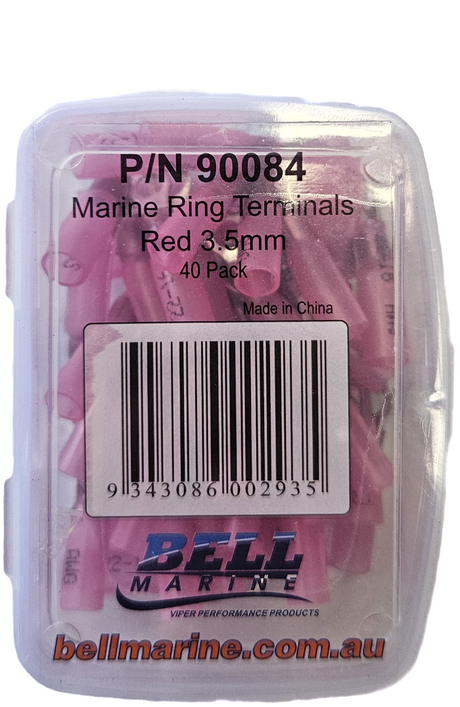 P/N 90084
Marine Ring Terminals
Red 3.5mm
40 Pack
Made in China
9 343086 002935
BELL
MARINE
VIPER PERFORMANCE PRODUCTS
bellmarine.com.au
AWG